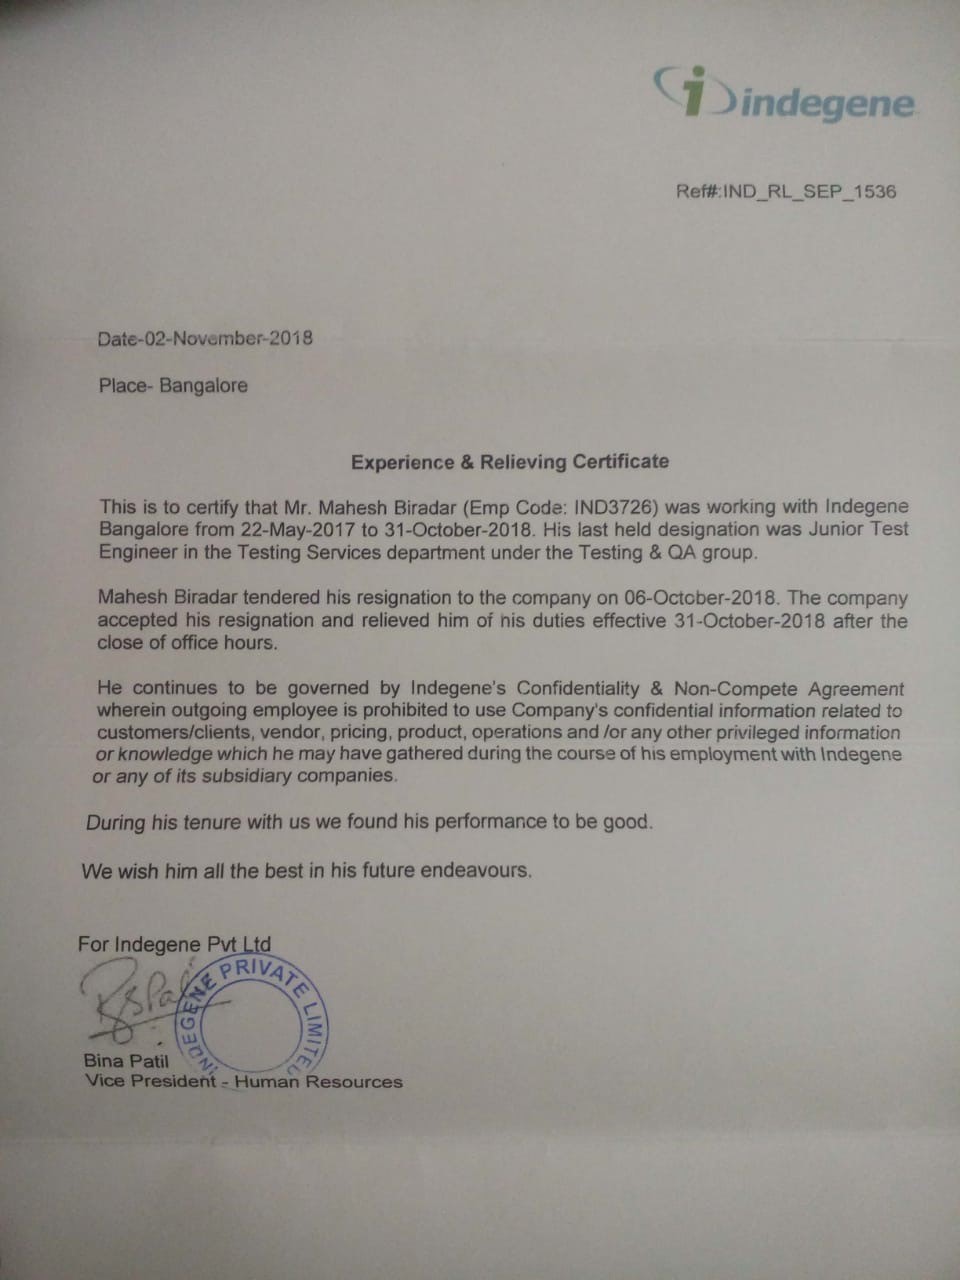 indegene
Ref#:IND_RL_SEP_1536
Date-02-November-2018
Place- Bangalore
Experience & Relieving Certificate
This is to certify that Mr. Mahesh Biradar (Emp Code: IND3726) was working with Indegene
Bangalore from 22-May-2017 to 31-October-2018. His last held designation was Junior Test
Engineer in the Testing Services department under the Testing & QA group.
Mahesh Biradar tendered his resignation to the company on 06-October-2018. The company
accepted his resignation and relieved him of his duties effective 31-October-2018 after the
close of office hours.
He continues to be governed by Indegene's Confidentiality & Non-Compete Agreement
wherein outgoing employee is prohibited to use Company's confidential information related to
customers/clients, vendor, pricing, product, operations and /or any other privileged information
or knowledge which he may have gathered during the course of his employment with Indegene
or any of its subsidiary companies.
During his tenure with us we found his performance to be good.
We wish him all the best in his future endeavours.
For Indegene Pvt Ltd
INDEGENE PRIVATE LIMITED
Bina Patil
Vice President - Human Resources